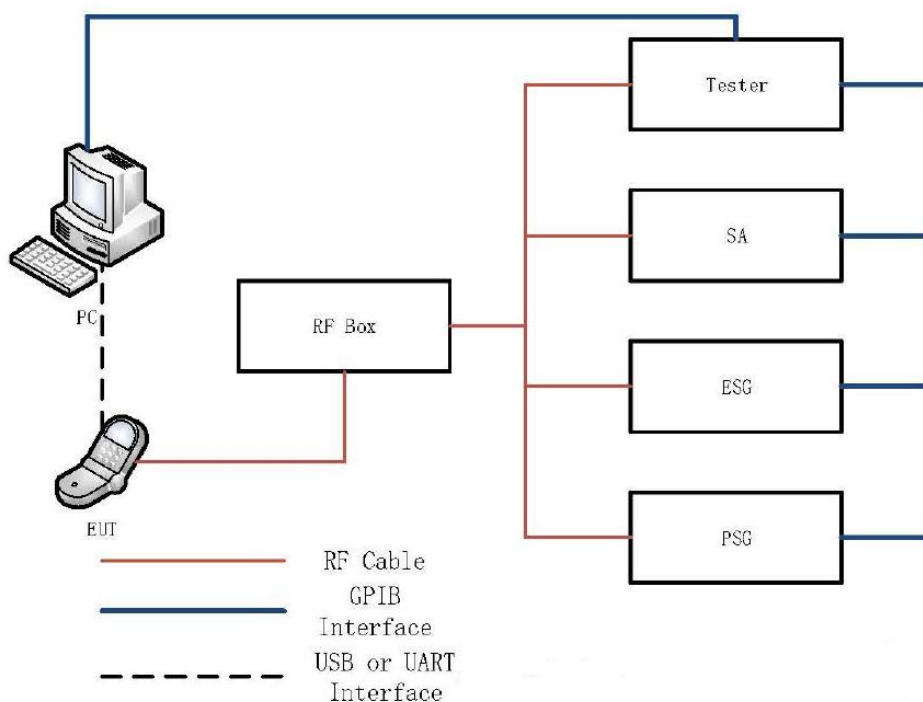 Tester
SA
PC
RF Box
ESG
EUT
PSG
RF Cable
GPIB
Interface
USB or UART
Interface